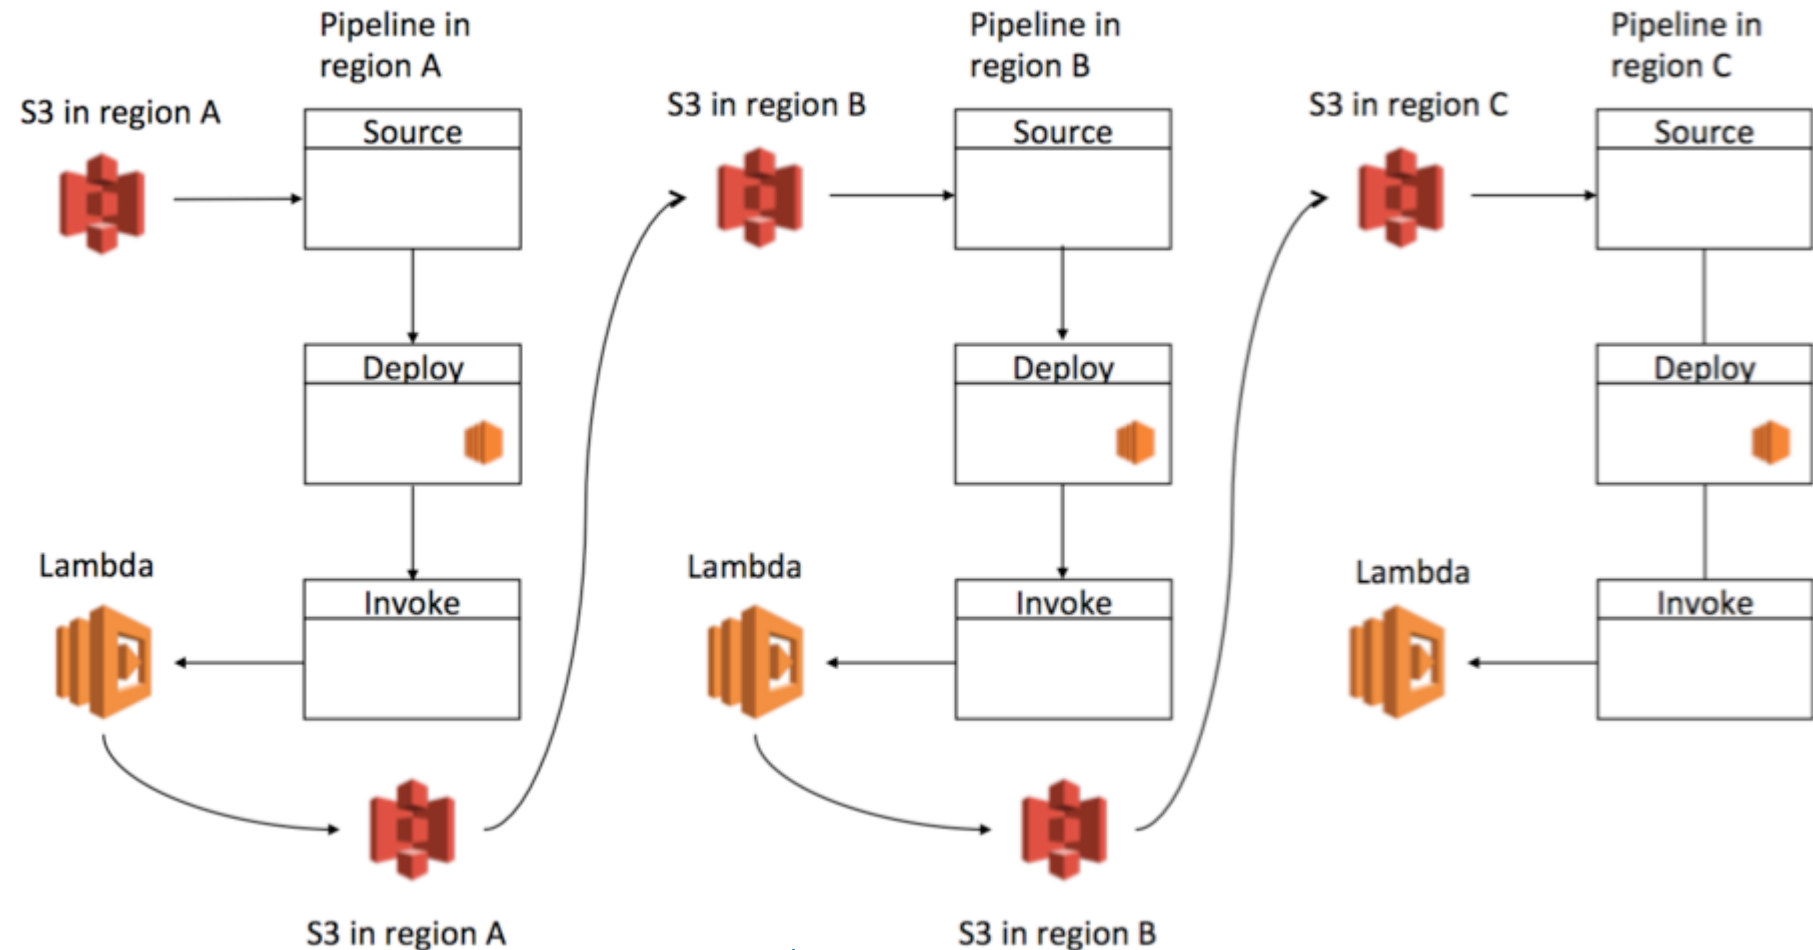 Pipeline in
region A
S3 in region A
Source
Deploy
Lambda
Invoke
S3 in region A
Pipeline in
region B
S3 in region B
Source
Deploy
Lambda
Invoke
S3 in region B
Pipeline in
region C
S3 in region C
Source
Deploy
Lambda
Invoke